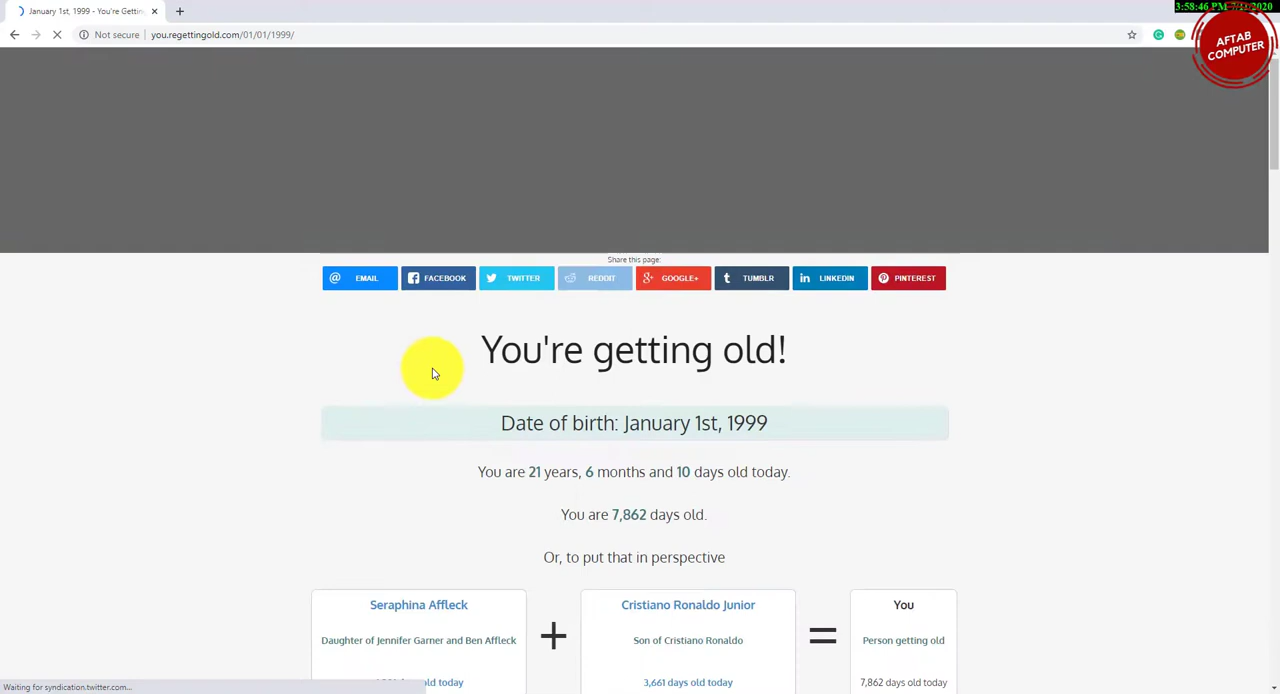 January 1st, 1999 - You're Gettin
3:58:46 PM
2020
AFTAB
COMPUTER
Not secure
you.regettingold.com/01/01/1999/
Share this page:
@ EMAIL
FACEBOOK
TWITTER
REDDIT
GOOGLE+
TUMBLR
LINKEDIN
PINTEREST
You're getting old!
Date of birth: January 1st, 1999
You are 21 years, 6 months and 10 days old today.
You are 7,862 days old.
Or, to put that in perspective
Seraphina Affleck
Daughter of Jennifer Garner and Ben Affleck
old today
+
Cristiano Ronaldo Junior
Son of Cristiano Ronaldo
3,661 days old today
=
You
Person getting old
7,862 days old today
Waiting for syndication.twitter.com...